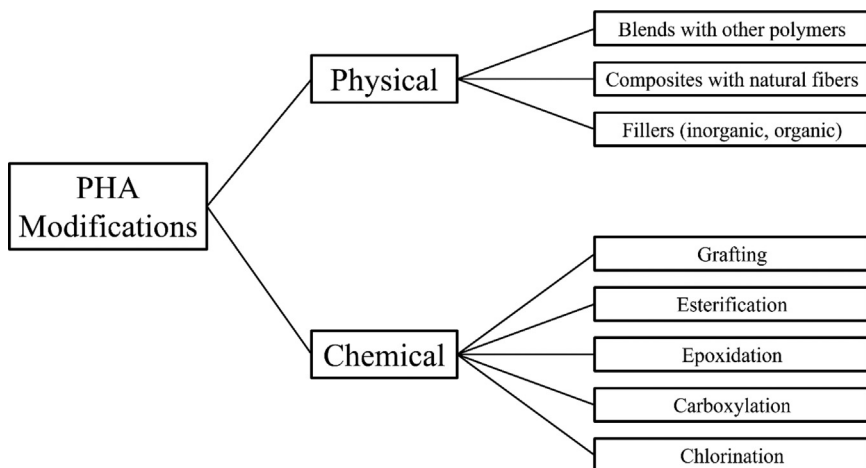 PHA
Modifications
Physical
Blends with other polymers
Composites with natural fibers
Fillers (inorganic, organic)
Chemical
Grafting
Esterification
Epoxidation
Carboxylation
Chlorination